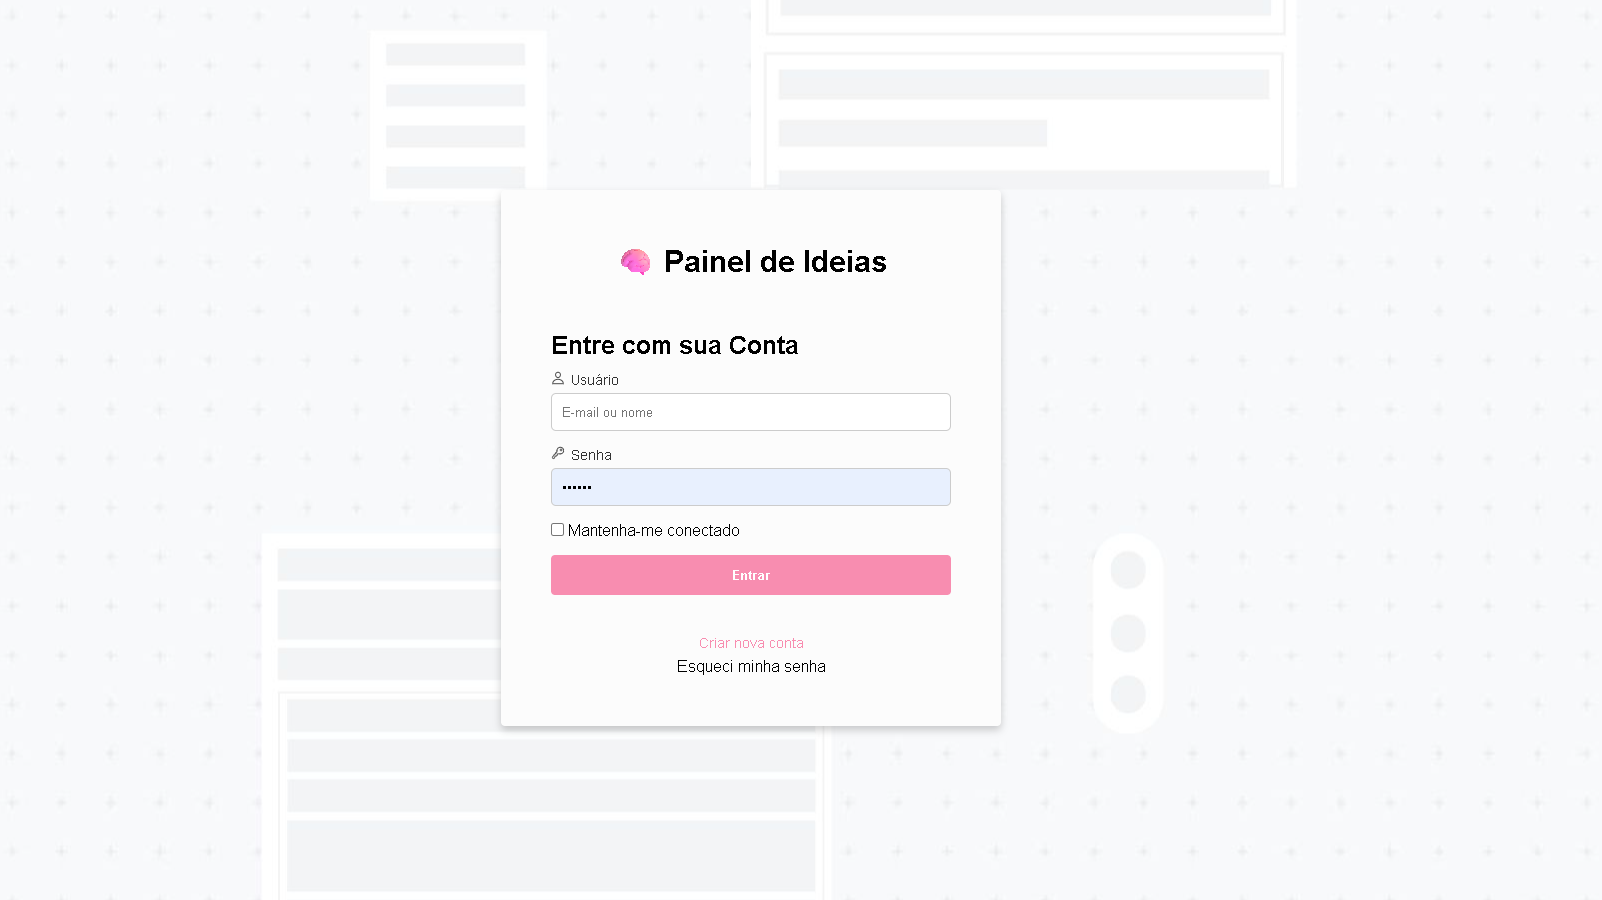 Painel de Ideias
Entre com sua Conta
Usuário
E-mail ou nome
Senha
••••••
Mantenha-me conectado
Entrar
Criar nova conta
Esqueci minha senha